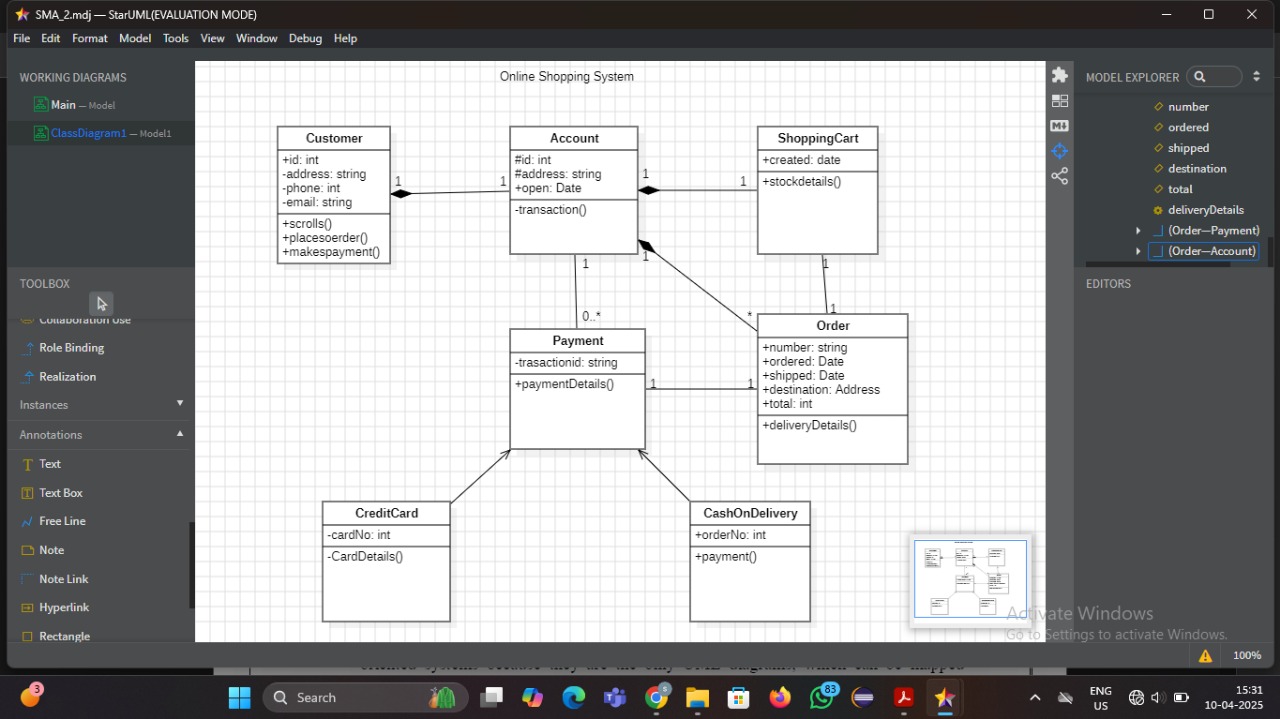 SMA_2.mdj — StarUML(EVALUATION MODE)
File Edit Format Model Tools View Window Debug Help
WORKING DIAGRAMS
Main — Model
ClassDiagram1 — Model1
TOOLBOX
Collaboration Use
Role Binding
Realization
Instances
Annotations
Text
Text Box
Free Line
Note
Note Link
Hyperlink
Rectangle
Online Shopping System
Customer
+id: int
-address: string
-phone: int
-email: string
+scrolls()
+placesoerder()
+makespayment()
1
1
Account
#id: int
#address: string
+open: Date
-transaction()
1
1
ShoppingCart
+created: date
+stockdetails()
1
1
0..*
1
*
1
1
Payment
-trasactionid: string
+paymentDetails()
1
1
Order
+number: string
+ordered: Date
+shipped: Date
+destination: Address
+total: int
+deliveryDetails()
CreditCard
-cardNo: int
-CardDetails()
CashOnDelivery
+orderNo: int
+payment()
MODEL EXPLORER
number
ordered
shipped
destination
total
deliveryDetails
(Order—Payment)
(Order—Account)
EDITORS
Activate Windows
Go to Settings to activate Windows.
100%
3
Search
83
ENG
US
15:31
10-04-2025